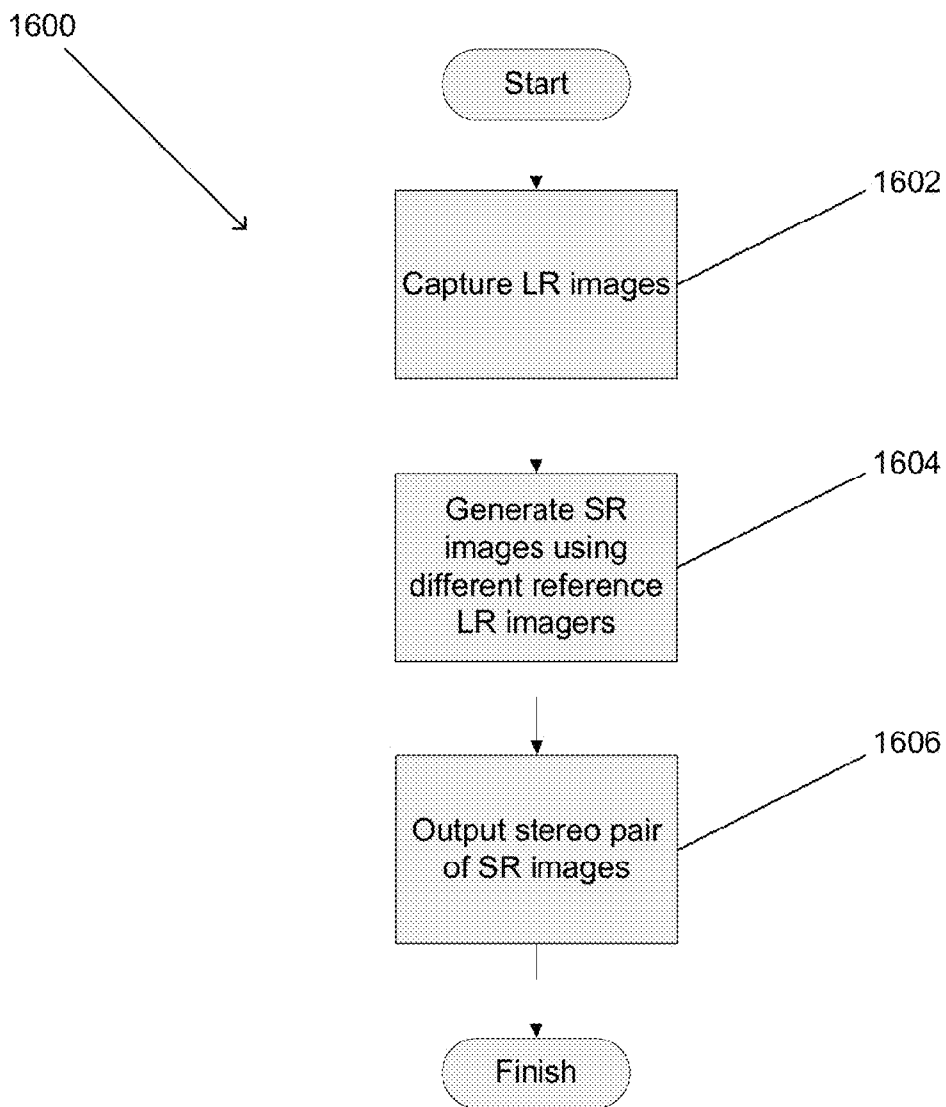 1600
Start
1602
Capture LR images
1604
Generate SR
images using
different reference
LR imagers
1606
Output stereo pair
of SR images
Finish